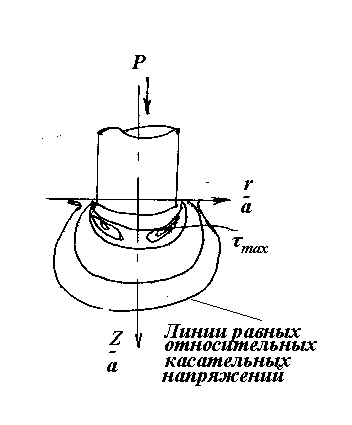 P
r
a
τmax
Z
a
Линии равных
относительных
касательных
напряжений